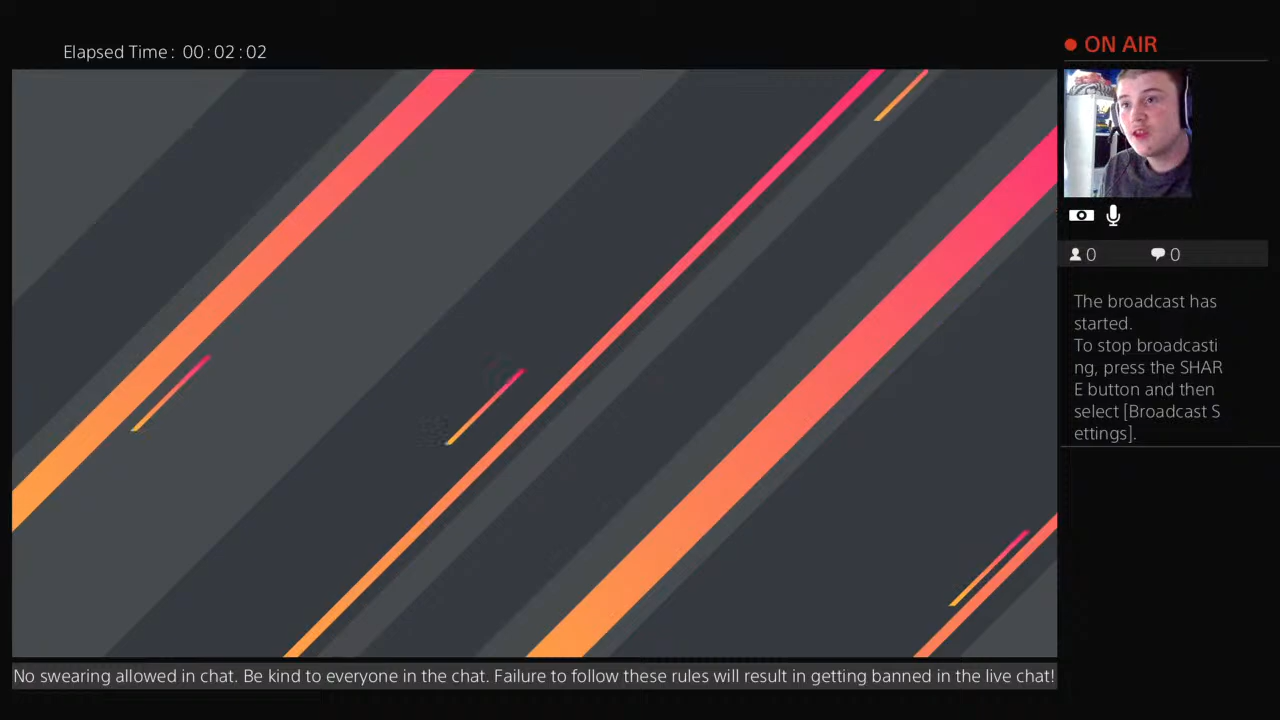 Elapsed Time: 00:02:02
ON AIR
0 0
The broadcast has
started.
To stop broadcasti
ng, press the SHAR
E button and then
select [Broadcast S
ettings].
No swearing allowed in chat. Be kind to everyone in the chat. Failure to follow these rules will result in getting banned in the live chat!